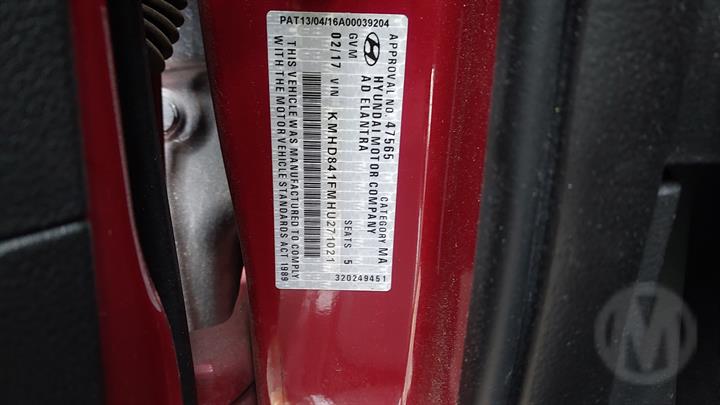 PAT13/04/16A00039204
APPROVAL NO. 47565 CATEGORY MA
HYUNDAI MOTOR COMPANY
AD ELANTRA
GVM SEATS 5
02/17 VIN KMHD841FMHU271021
THIS VEHICLE WAS MANUFACTURED TO COMPLY
WITH THE MOTOR VEHICLE STANDARDS ACT 1989
320249451
M